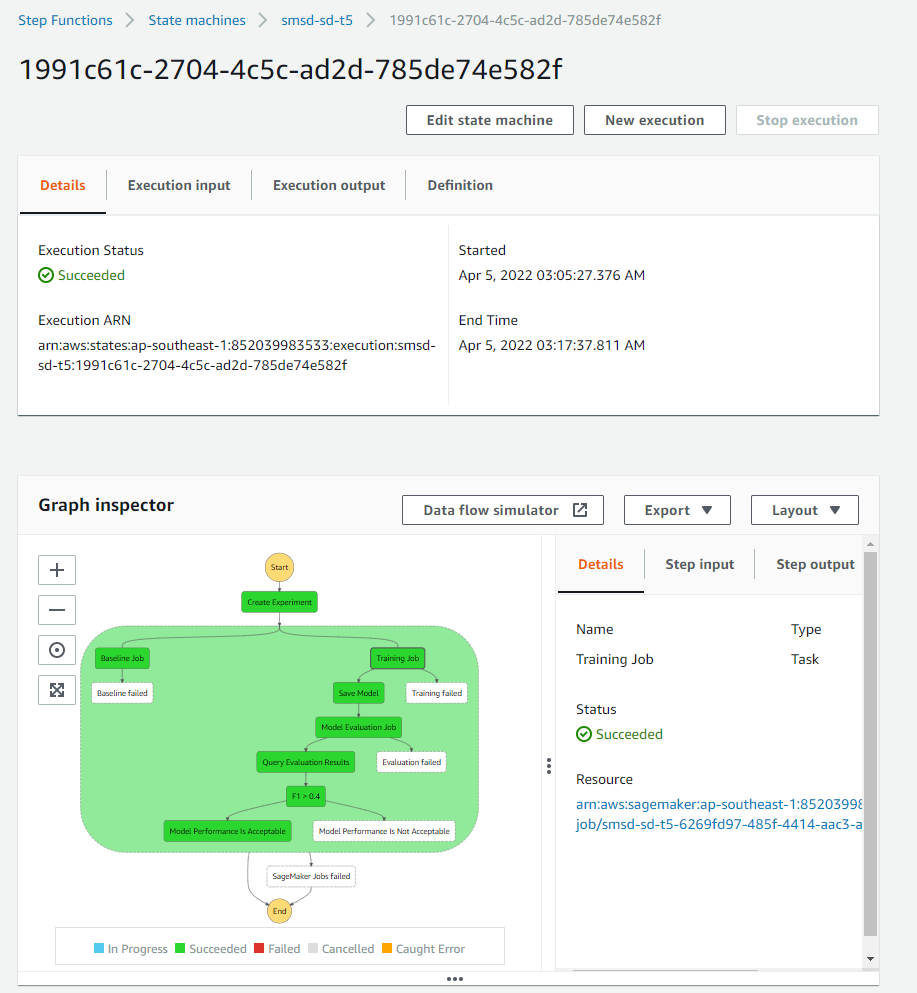 Step Functions > State machines > smsd-sd-t5 > 1991c61c-2704-4c5c-ad2d-785de74e582f
1991c61c-2704-4c5c-ad2d-785de74e582f
Edit state machine New execution Stop execution
Details Execution input Execution output Definition
Execution Status
Succeeded
Execution ARN
arn:aws:states:ap-southeast-1:852039983533:execution:smsd-
sd-t5:1991c61c-2704-4c5c-ad2d-785de74e582f
Started
Apr 5, 2022 03:05:27.376 AM
End Time
Apr 5, 2022 03:17:37.811 AM
Graph inspector
Data flow simulator Export Layout
Start
Create Experiment
Baseline Job Training Job
Baseline failed Save Model Training failed
Model Evaluation Job
Query Evaluation Results Evaluation failed
F1 > 0.4
Model Performance Is Acceptable Model Performance Is Not Acceptable
SageMaker Jobs failed
End
In Progress Succeeded Failed Cancelled Caught Error
Details Step input Step output
Name Type
Training Job Task
Status
Succeeded
Resource
arn:aws:sagemaker:ap-southeast-1:8520399
job/smsd-sd-t5-6269fd97-485f-4414-aac3-a